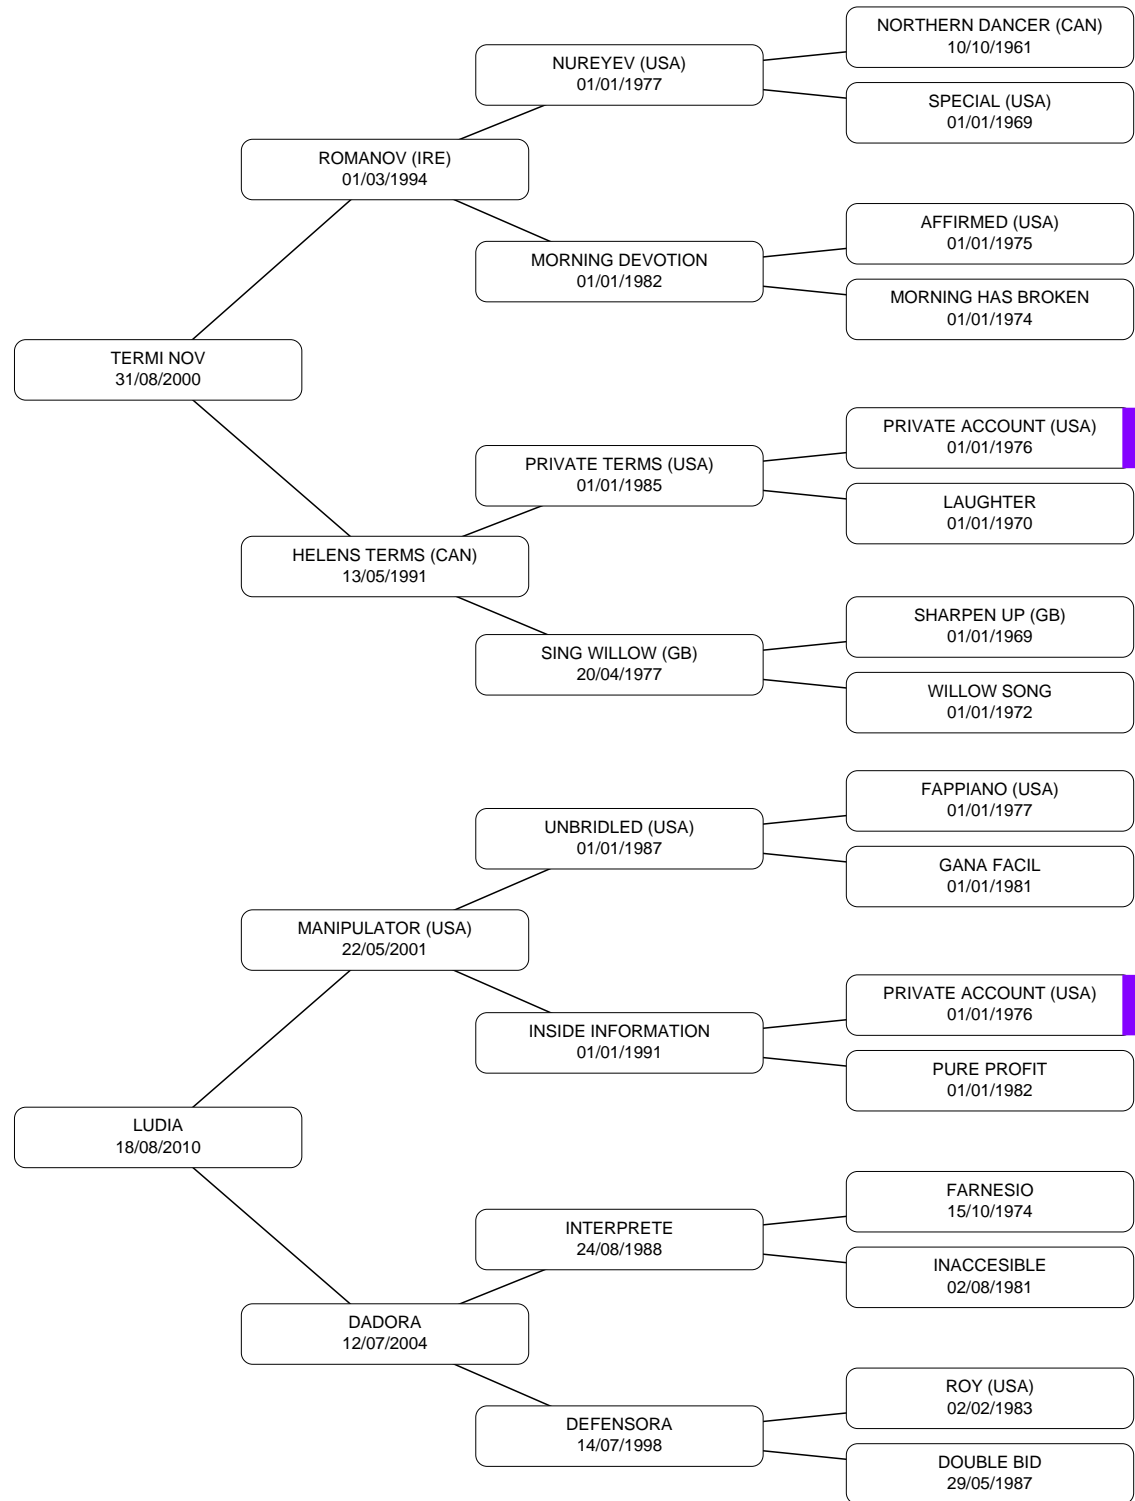 NORTHERN DANCER (CAN)
10/10/1961
NUREYEV (USA)
01/01/1977
SPECIAL (USA)
01/01/1969
ROMANOV (IRE)
01/03/1994
AFFIRMED (USA)
01/01/1975
MORNING DEVOTION
01/01/1982
MORNING HAS BROKEN
01/01/1974
TERMI NOV
31/08/2000
PRIVATE ACCOUNT (USA)
01/01/1976
PRIVATE TERMS (USA)
01/01/1985
LAUGHTER
01/01/1970
HELENS TERMS (CAN)
13/05/1991
SHARPEN UP (GB)
01/01/1969
SING WILLOW (GB)
20/04/1977
WILLOW SONG
01/01/1972
FAPPIANO (USA)
01/01/1977
UNBRIDLED (USA)
01/01/1987
GANA FACIL
01/01/1981
MANIPULATOR (USA)
22/05/2001
PRIVATE ACCOUNT (USA)
01/01/1976
INSIDE INFORMATION
01/01/1991
PURE PROFIT
01/01/1982
LUDIA
18/08/2010
FARNESIO
15/10/1974
INTERPRETE
24/08/1988
INACCESIBLE
02/08/1981
DADORA
12/07/2004
ROY (USA)
02/02/1983
DEFENSORA
14/07/1998
DOUBLE BID
29/05/1987